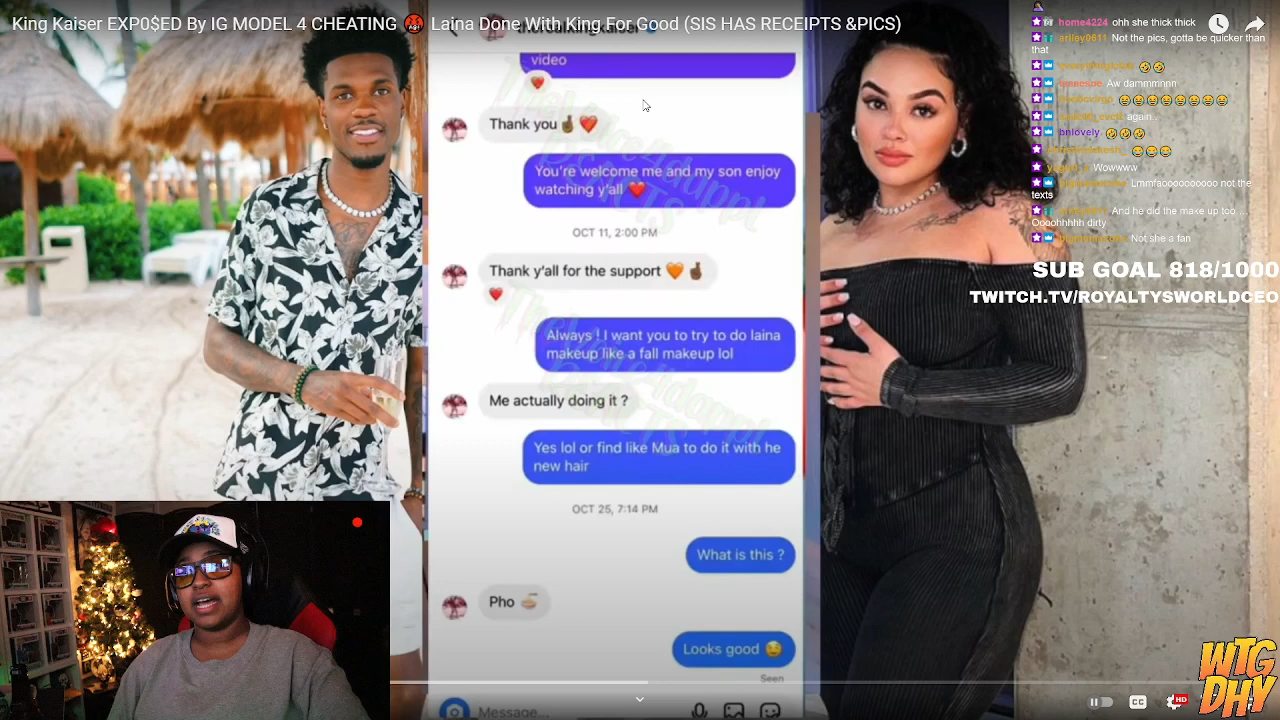 King Kaiser EXP0$ED By IG MODEL 4 CHEATING 🤬 Laina Done With King For Good (SIS HAS RECEIPTS &PICS)
video
Thank you
You're welcome me and my son enjoy
watching y'all ❤️
OCT 11, 2:00 PM
Thank y'all for the support
Always ! I want you to try to do laina
makeup like a fall makeup lol
Me actually doing it ?
Yes lol or find like Mua to do it with he
new hair
OCT 25, 7:14 PM
What is this ?
Pho
Looks good
Seen
Message...
home4224 ohh she thick thick
ariley0611 Not the pics, gotta be quicker than
that
Aw dammmnnn
again..
bnlovely
Wowwww
Lmmfaooooooooo not the
texts
And he did the make up too ...
Ooohhhhh dirty
Not she a fan
SUB GOAL 818/1000
TWITCH.TV/ROYALTYSWORLDCEO
CC
HD
WTG
DHY